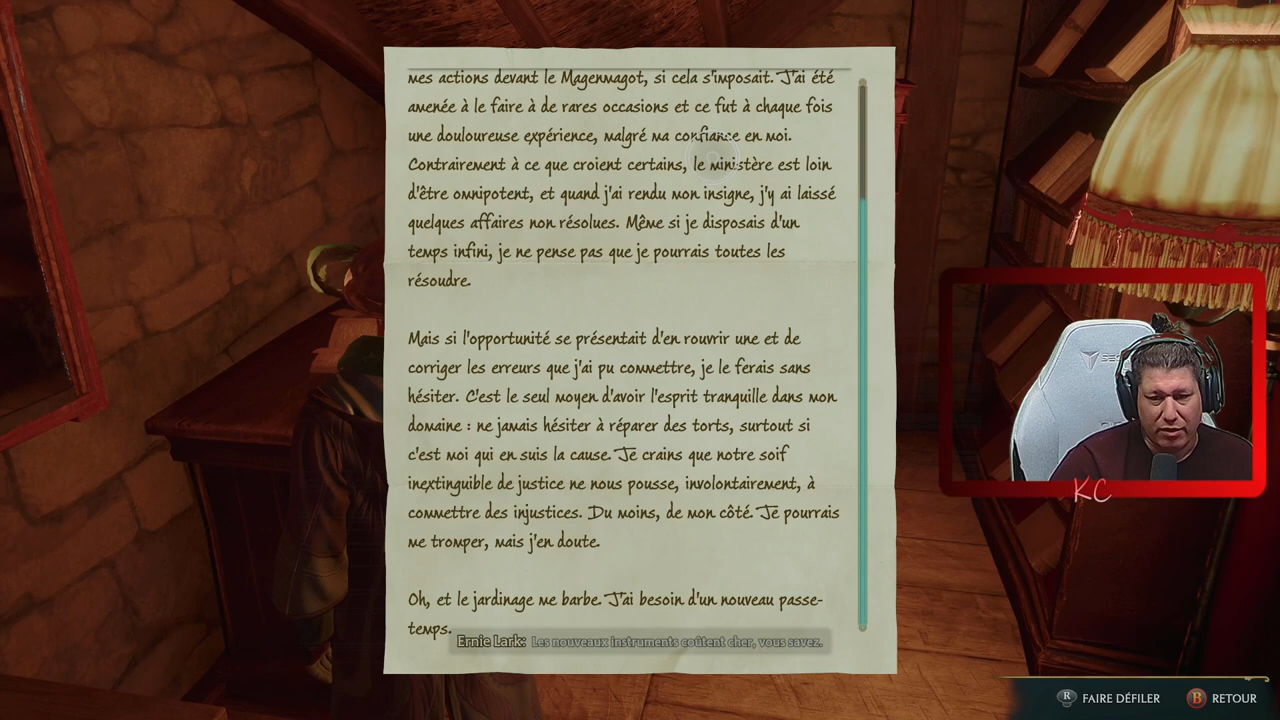 mes actions devant le Magenmagot, si cela s'imposait. J'ai été
amenée à le faire à de rares occasions et ce fut à chaque fois
une douloureuse expérience, malgré ma confiance en moi.
Contrairement à ce que croient certains, le ministère est loin
d'être omnipotent, et quand j'ai rendu mon insigne, j'y ai laissé
quelques affaires non résolues. Même si je disposais d'un
temps infini, je ne pense pas que je pourrais toutes les
résoudre.
Mais si l'opportunité se présentait d'en rouvrir une et de
corriger les erreurs que j'ai pu commettre, je le ferais sans
hésiter. C'est le seul moyen d'avoir l'esprit tranquille dans mon
domaine : ne jamais hésiter à réparer des torts, surtout si
c'est moi qui en suis la cause. Je crains que notre soif
inextinguible de justice ne nous pousse, involontairement, à
commettre des injustices. Du moins, de mon côté. Je pourrais
me tromper, mais j'en doute.
Oh, et le jardinage me barbe. J'ai besoin d'un nouveau passe-
temps.
Ernie Lark: Les nouveaux instruments coûtent cher, vous savez.
KC
R FAIRE DÉFILER B RETOUR